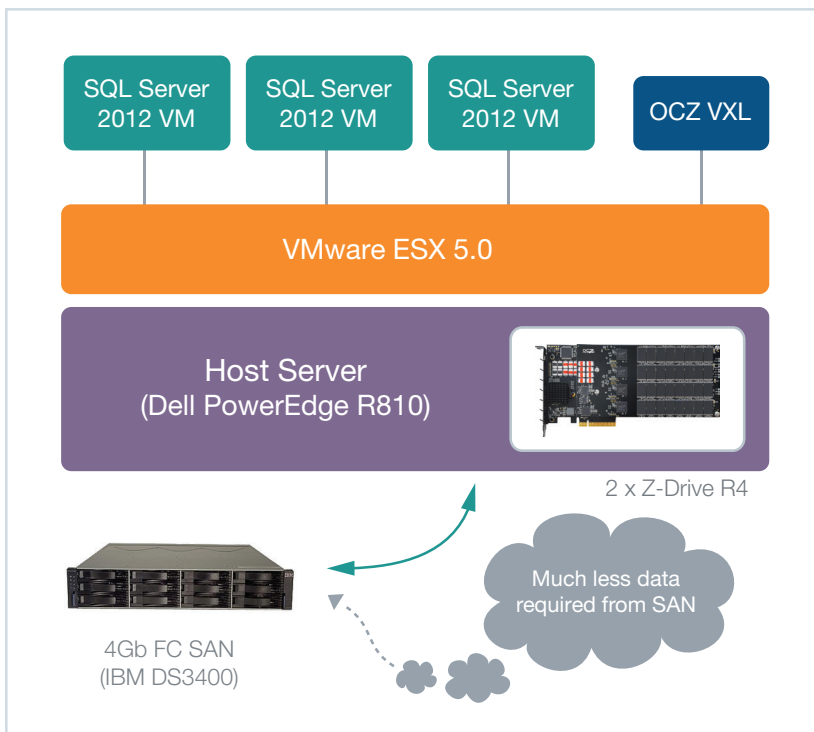 SQL Server
2012 VM
SQL Server
2012 VM
SQL Server
2012 VM
OCZ VXL
VMware ESX 5.0
Host Server
(Dell PowerEdge R810)
OCZ
2 x Z-Drive R4
Much less data
required from SAN
4Gb FC SAN
(IBM DS3400)